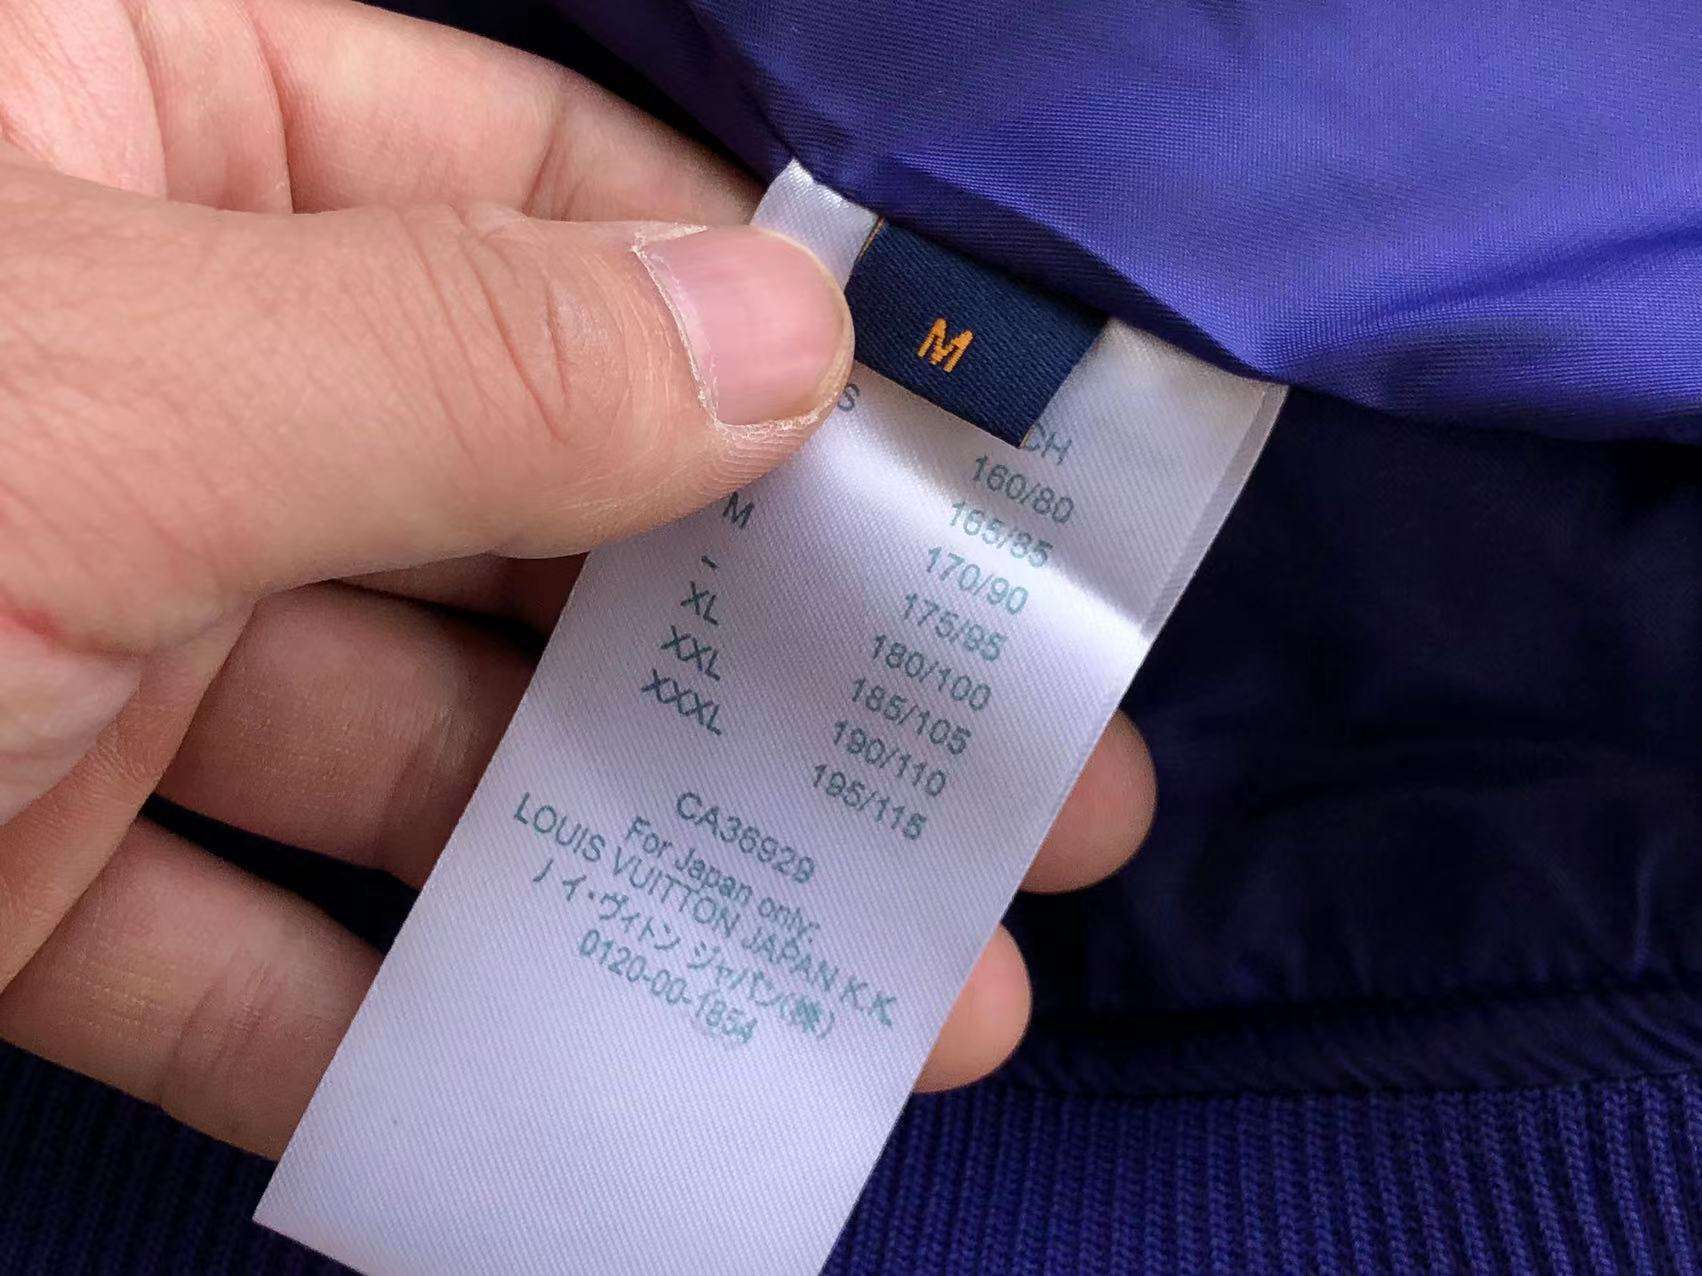 M
S CH
160/80
165/85
M 170/90
- 175/95
XL 180/100
XXL 185/105
XXXL 190/110
195/115
CA36929
For Japan only:
LOUIS VUITTON JAPAN K.K.
イ・ヴィトン ジャパン(株)
0120-00-1854